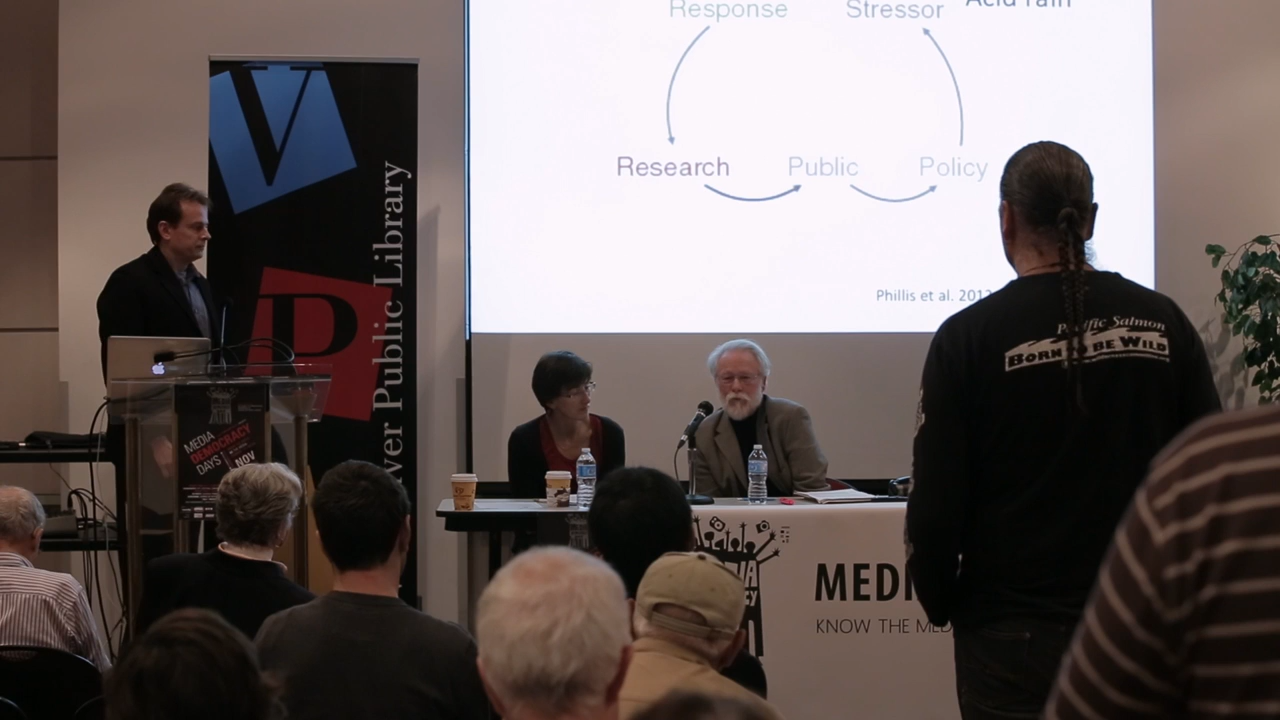 Response Stressor Acid rain
Research Public Policy
Phillis et al. 2012
V
P
ver Public Library
MEDIA
DEMOCRACY
DAYS
NOV
Pacific Salmon
BORN TO BE WILD
MEDI
KNOW THE MED